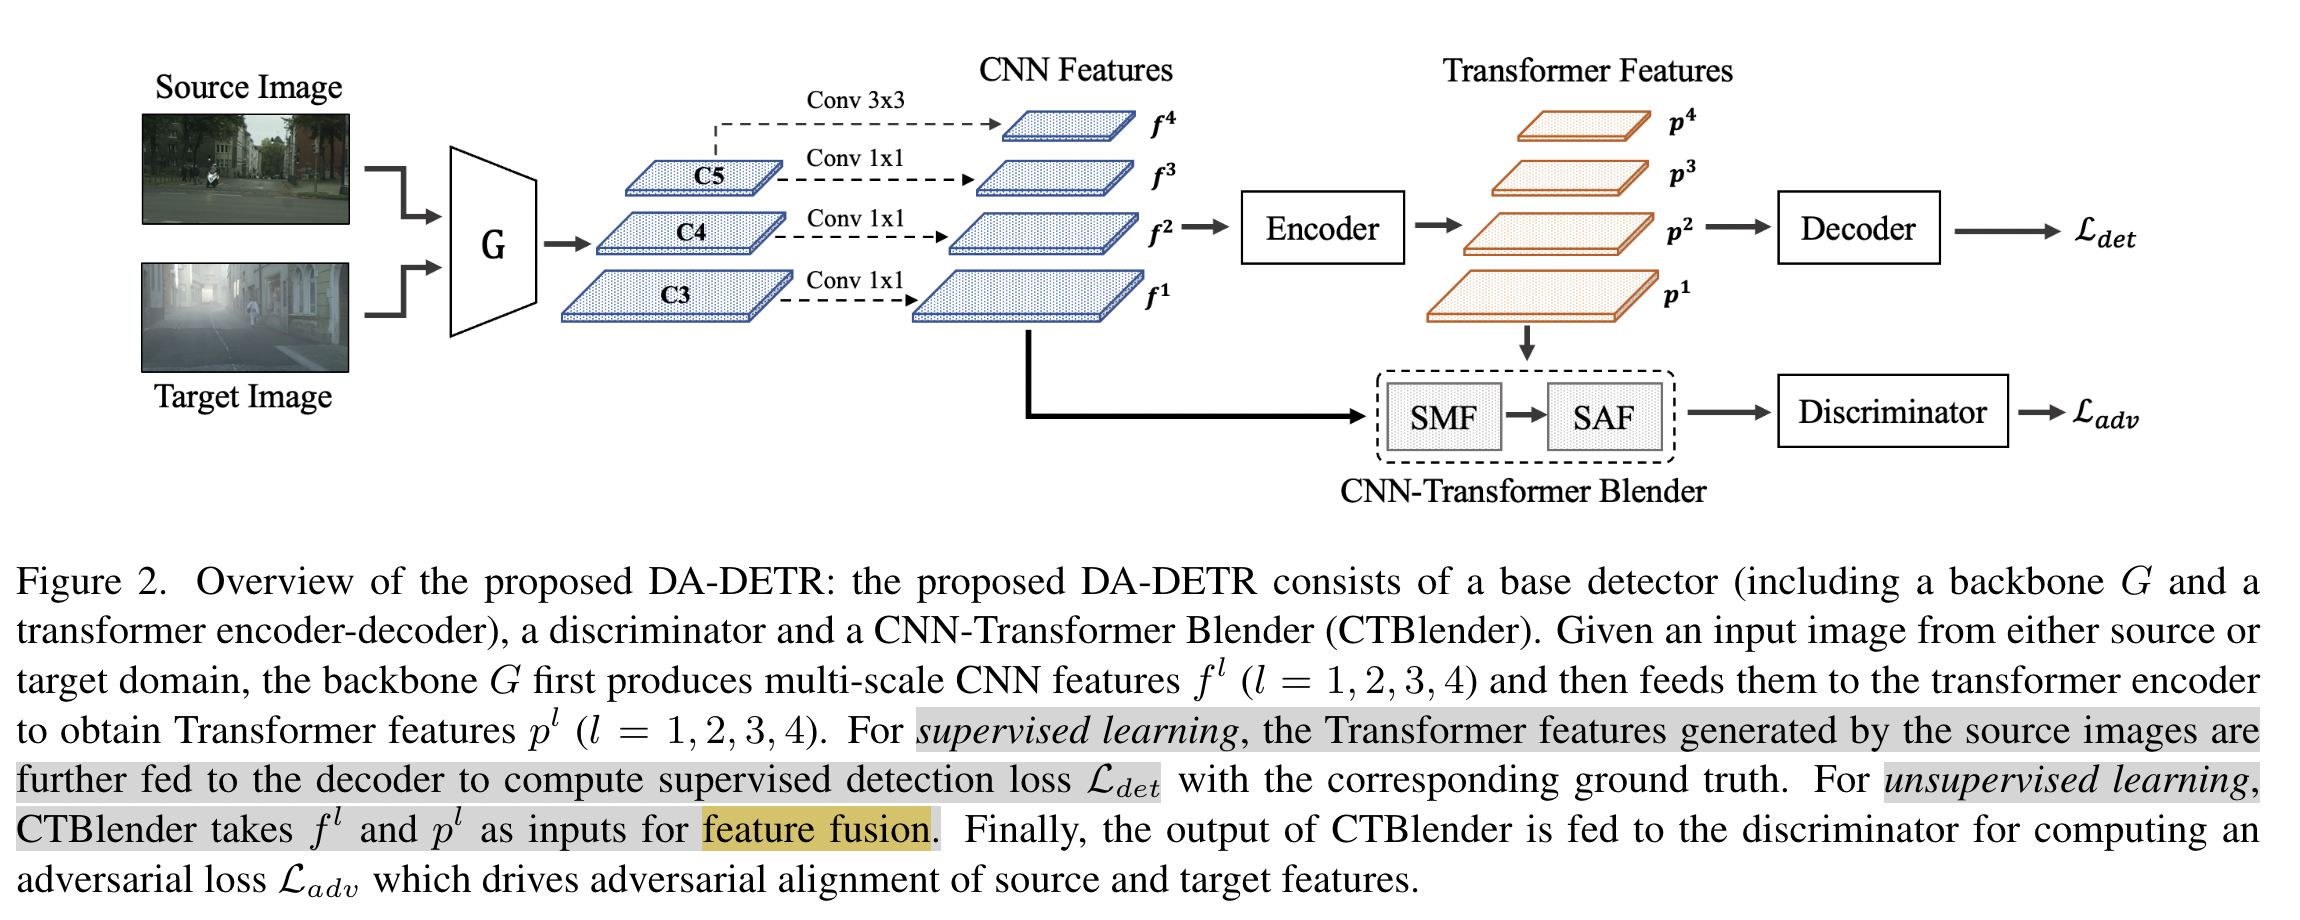 Source Image
Target Image
G
C5
C4
C3
Conv 3x3
Conv 1x1
Conv 1x1
Conv 1x1
CNN Features
f⁴
f³
f²
f¹
Encoder
Transformer Features
p⁴
p³
p²
p¹
Decoder
ℒ_det
SMF
SAF
CNN-Transformer Blender
Discriminator
ℒ_adv
Figure 2. Overview of the proposed DA-DETR: the proposed DA-DETR consists of a base detector (including a backbone G and a
transformer encoder-decoder), a discriminator and a CNN-Transformer Blender (CTBlender). Given an input image from either source or
target domain, the backbone G first produces multi-scale CNN features f^l (l = 1, 2, 3, 4) and then feeds them to the transformer encoder
to obtain Transformer features p^l (l = 1, 2, 3, 4). For supervised learning, the Transformer features generated by the source images are
further fed to the decoder to compute supervised detection loss ℒ_det with the corresponding ground truth. For unsupervised learning,
CTBlender takes f^l and p^l as inputs for feature fusion. Finally, the output of CTBlender is fed to the discriminator for computing an
adversarial loss ℒ_adv which drives adversarial alignment of source and target features.